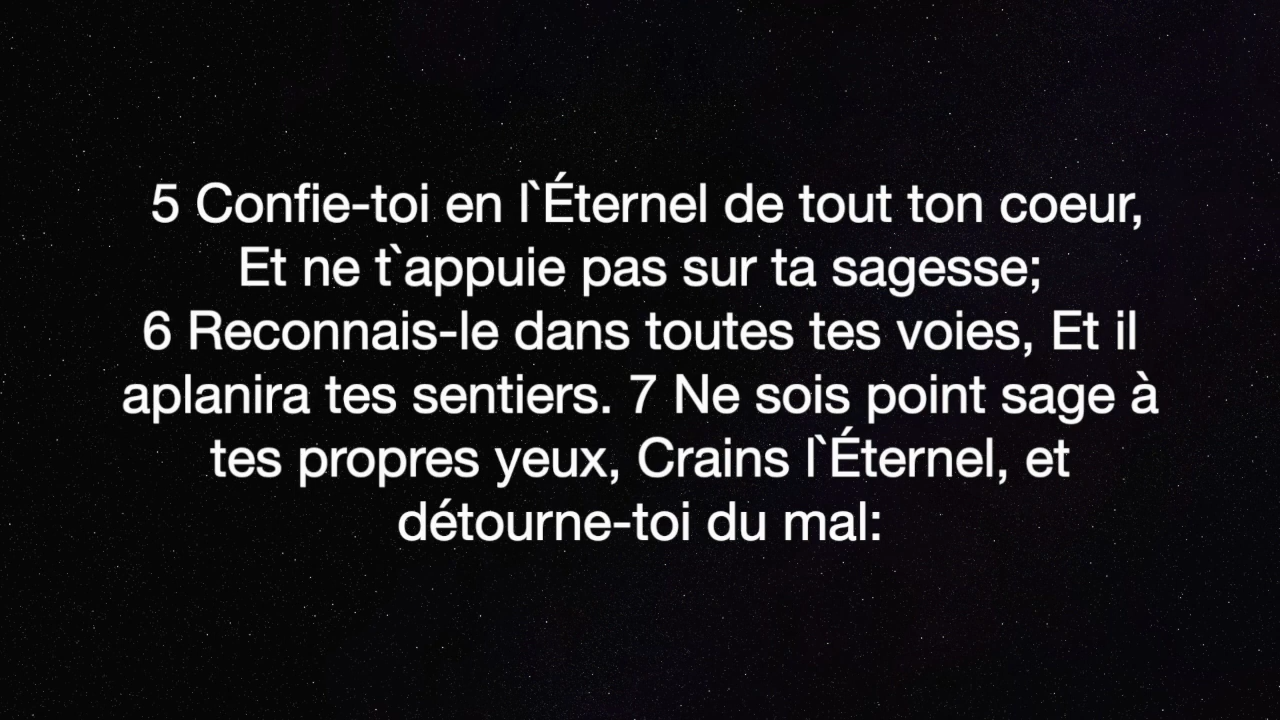 5 Confie-toi en l`Éternel de tout ton coeur,
Et ne t`appuie pas sur ta sagesse;
6 Reconnais-le dans toutes tes voies, Et il
aplanira tes sentiers. 7 Ne sois point sage à
tes propres yeux, Crains l`Éternel, et
détourne-toi du mal: